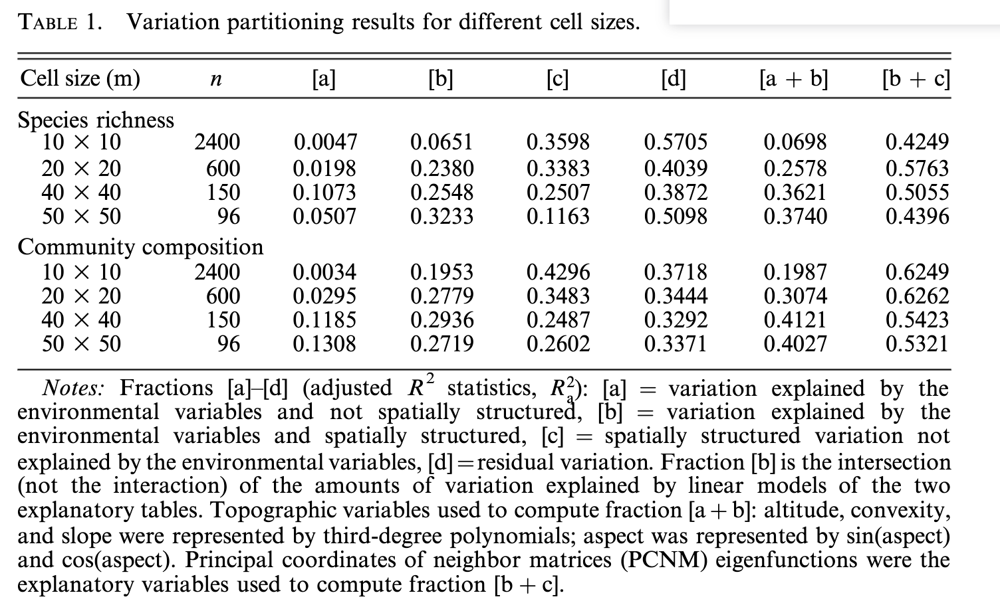 TABLE 1. Variation partitioning results for different cell sizes.
Cell size (m) n [a] [b] [c] [d] [a + b] [b + c]
Species richness
10 × 10 2400 0.0047 0.0651 0.3598 0.5705 0.0698 0.4249
20 × 20 600 0.0198 0.2380 0.3383 0.4039 0.2578 0.5763
40 × 40 150 0.1073 0.2548 0.2507 0.3872 0.3621 0.5055
50 × 50 96 0.0507 0.3233 0.1163 0.5098 0.3740 0.4396
Community composition
10 × 10 2400 0.0034 0.1953 0.4296 0.3718 0.1987 0.6249
20 × 20 600 0.0295 0.2779 0.3483 0.3444 0.3074 0.6262
40 × 40 150 0.1185 0.2936 0.2487 0.3292 0.4121 0.5423
50 × 50 96 0.1308 0.2719 0.2602 0.3371 0.4027 0.5321
Notes: Fractions [a]–[d] (adjusted R² statistics, R²ₐ): [a] = variation explained by the
environmental variables and not spatially structured, [b] = variation explained by the
environmental variables and spatially structured, [c] = spatially structured variation not
explained by the environmental variables, [d] = residual variation. Fraction [b] is the intersection
(not the interaction) of the amounts of variation explained by linear models of the two
explanatory tables. Topographic variables used to compute fraction [a + b]: altitude, convexity,
and slope were represented by third-degree polynomials; aspect was represented by sin(aspect)
and cos(aspect). Principal coordinates of neighbor matrices (PCNM) eigenfunctions were the
explanatory variables used to compute fraction [b + c].